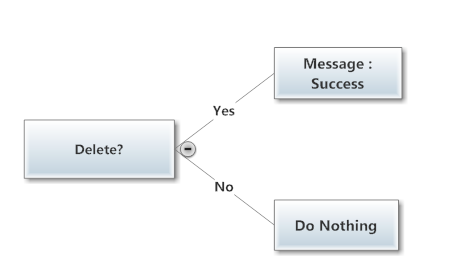 Message :
Success
Yes
Delete?
No
Do Nothing